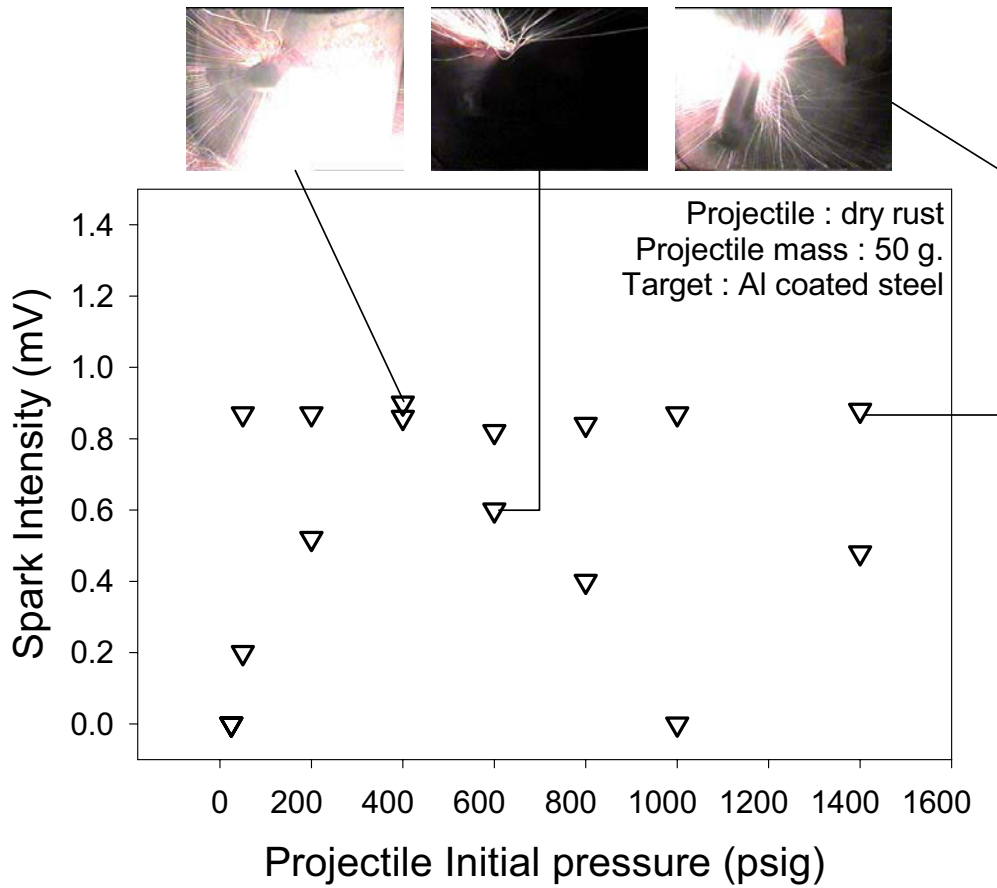 Projectile : dry rust
Projectile mass : 50 g.
Target : Al coated steel
Spark Intensity (mV)
1.4
1.2
1.0
0.8
0.6
0.4
0.2
0.0
0 200 400 600 800 1000 1200 1400 1600
Projectile Initial pressure (psig)